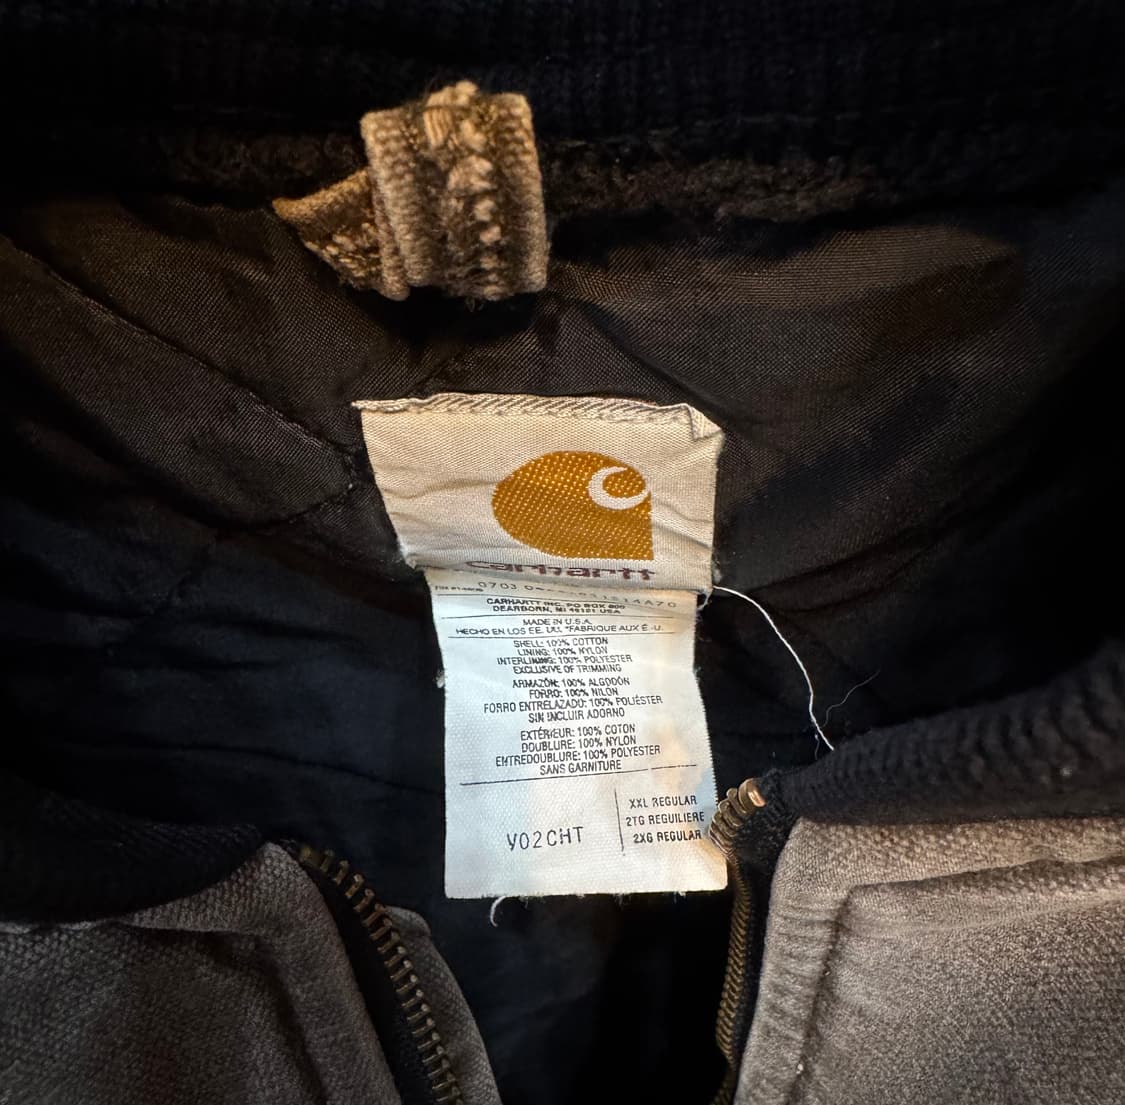 carhartt
0703
CARHARTT INC. PO BOX 600
DEARBORN, MI 48121 USA
MADE IN U.S.A.
HECHO EN LOS EE. UU. *FABRIQUE AUX É.-U.
SHELL: 100% COTTON
LINING: 100% NYLON
INTERLINING: 100% POLYESTER
EXCLUSIVE OF TRIMMING
ARMAZÓN: 100% ALGODÓN
FORRO: 100% NILON
FORRO ENTRELAZADO: 100% POLIÉSTER
SIN INCLUIR ADORNO
EXTÉRIEUR: 100% COTON
DOUBLURE: 100% NYLON
ENTREDOUBLURE: 100% POLYESTER
SANS GARNITURE
V02CHT
XXL REGULAR
2TG REGULIERE
2XG REGULAR